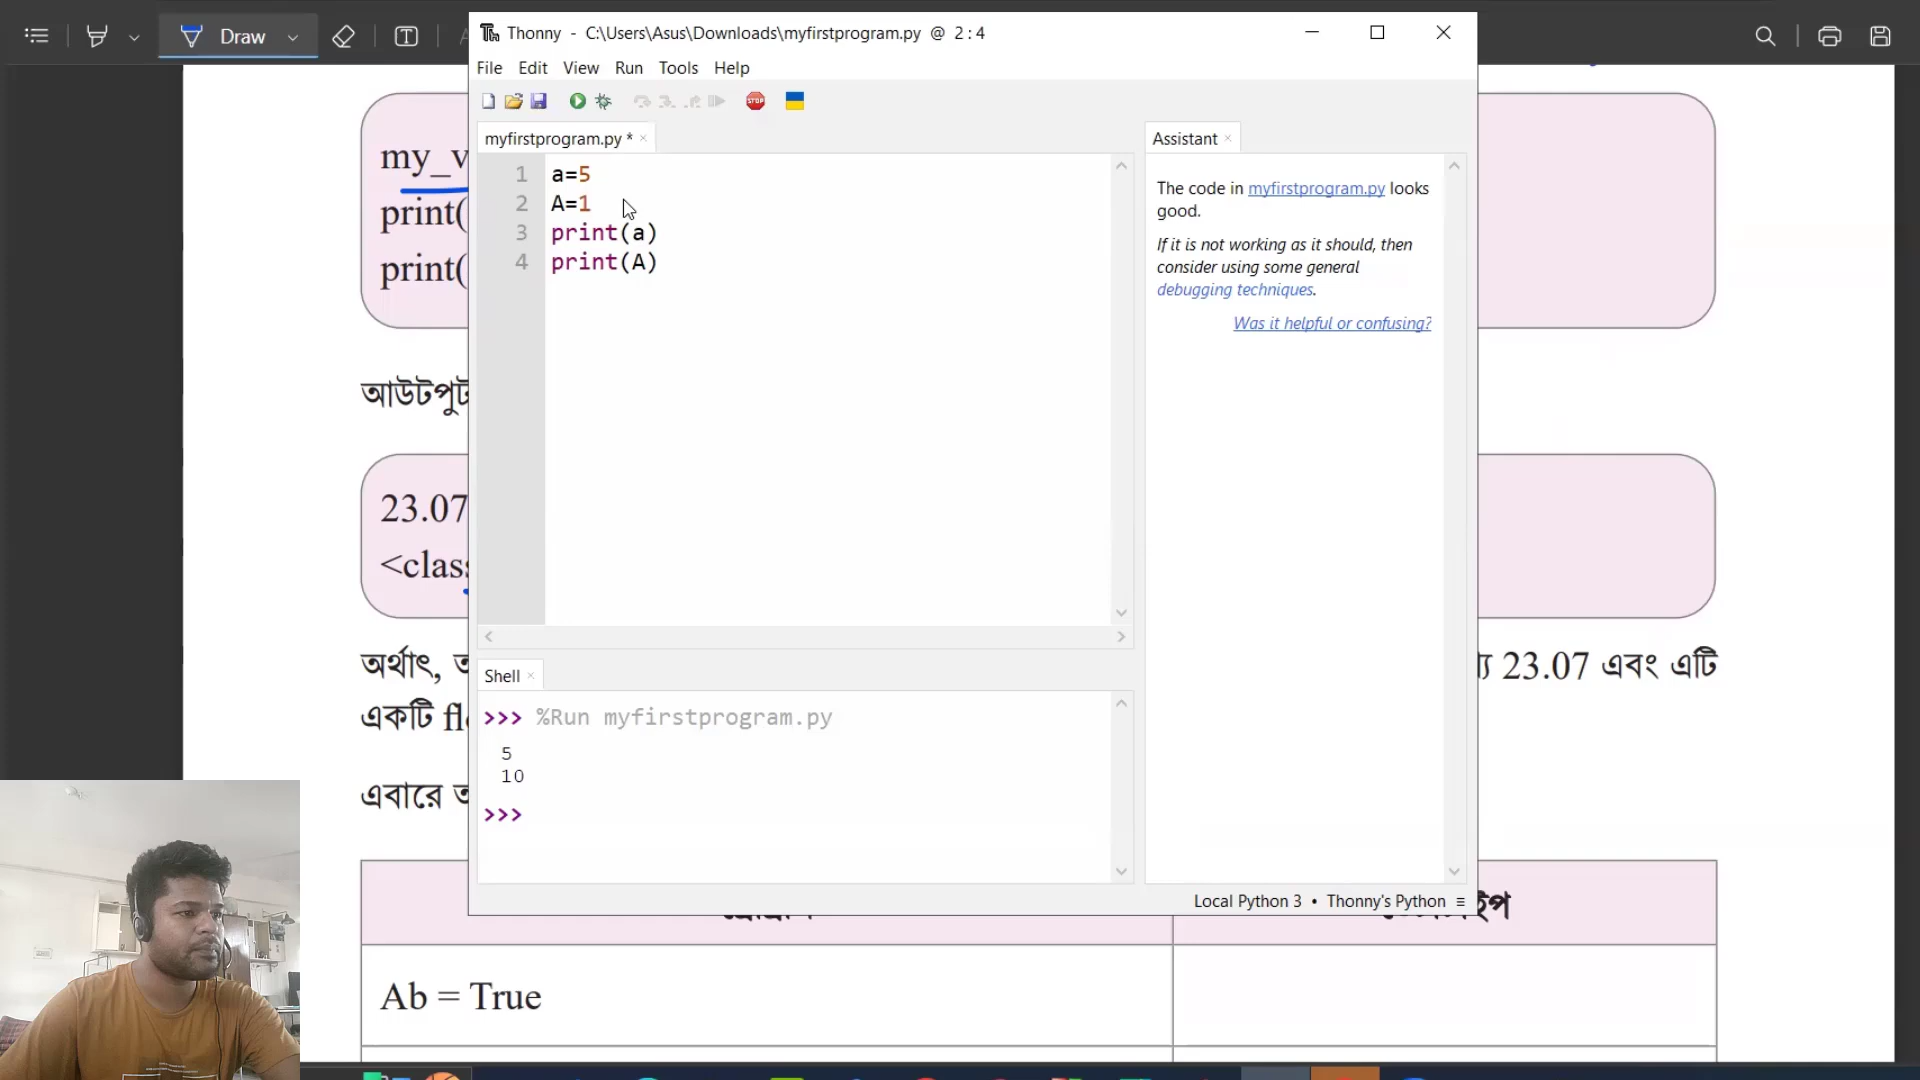 Draw
Thonny - C:\Users\Asus\Downloads\myfirstprogram.py @ 2:4
File Edit View Run Tools Help
STOP
myfirstprogram.py * ×
1 a=5
2 A=1
3 print(a)
4 print(A)
Assistant ×
The code in myfirstprogram.py looks
good.
If it is not working as it should, then
consider using some general
debugging techniques.
Was it helpful or confusing?
Shell ×
>>> %Run myfirstprogram.py
5
10
>>>
Local Python 3 • Thonny's Python ≡
my_v
print(
print(
আউটপুট
23.07
<class
অর্থাৎ,
23.07 এবং এটি
একটি
এবারে
Ab = True